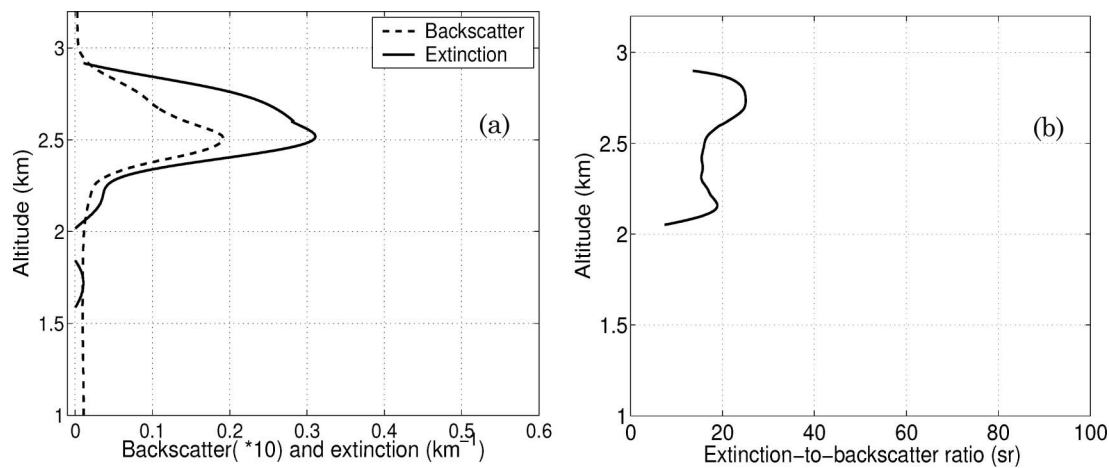 Backscatter
Extinction
(a)
3
2.5
2
1.5
1
Altitude (km)
0
0.1
0.2
0.3
0.4
0.5
0.6
Backscatter( *10) and extinction (km⁻¹)
(b)
3
2.5
2
1.5
1
Altitude (km)
0
20
40
60
80
100
Extinction−to−backscatter ratio (sr)